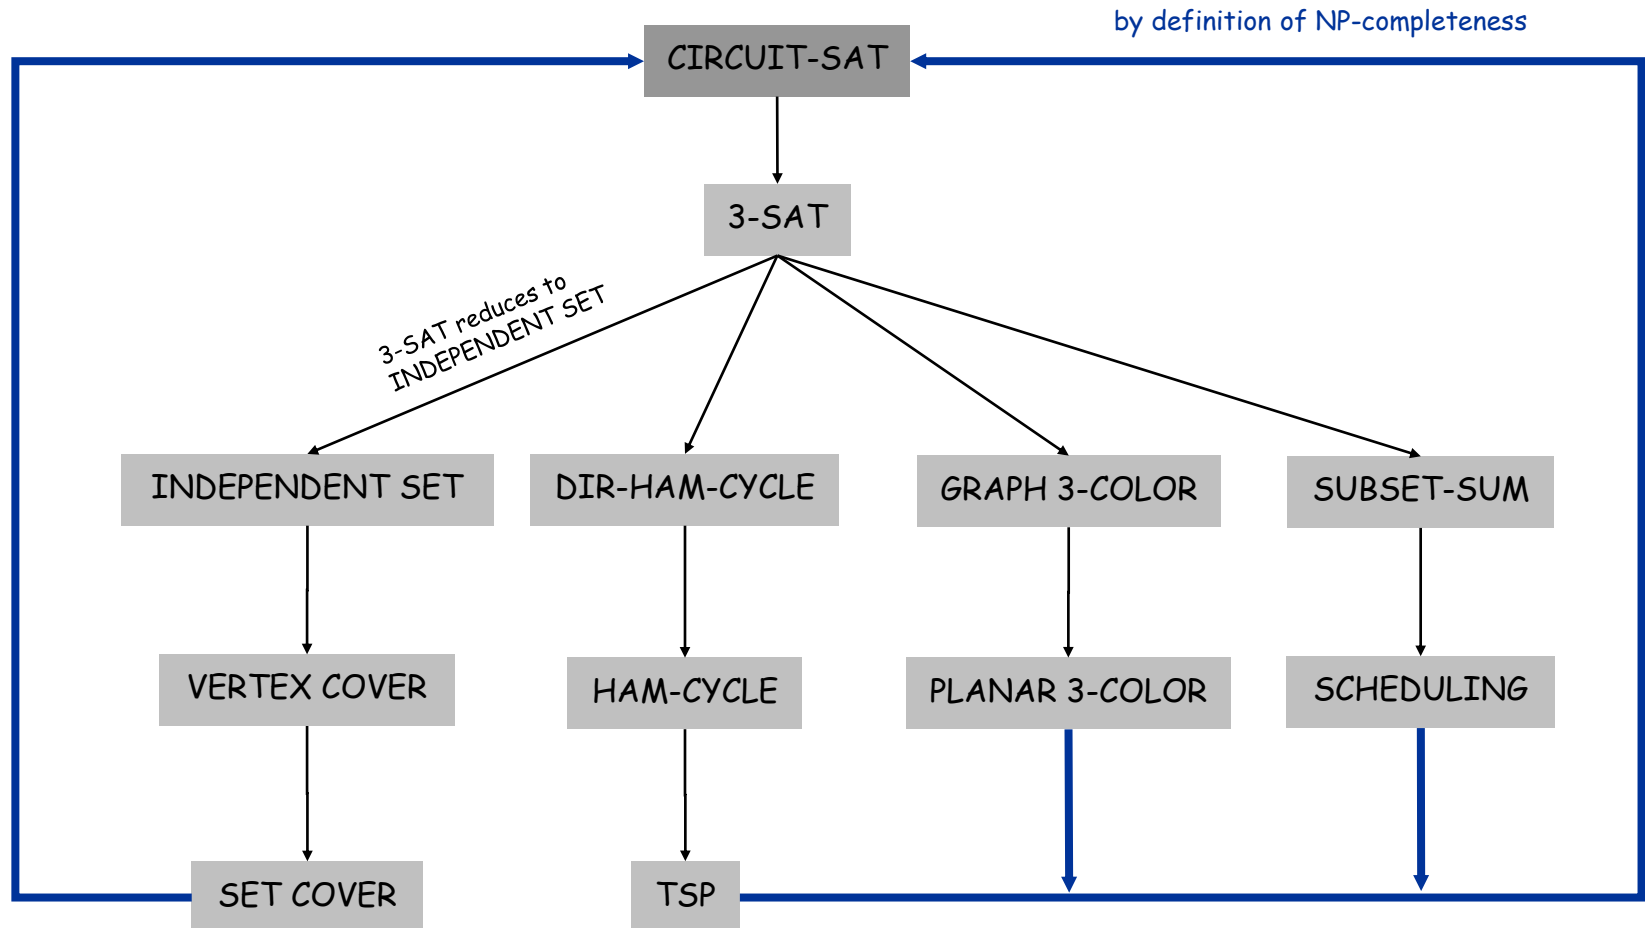 by definition of NP-completeness
CIRCUIT-SAT
3-SAT
3-SAT reduces to
INDEPENDENT SET
INDEPENDENT SET
DIR-HAM-CYCLE
GRAPH 3-COLOR
SUBSET-SUM
VERTEX COVER
HAM-CYCLE
PLANAR 3-COLOR
SCHEDULING
SET COVER
TSP